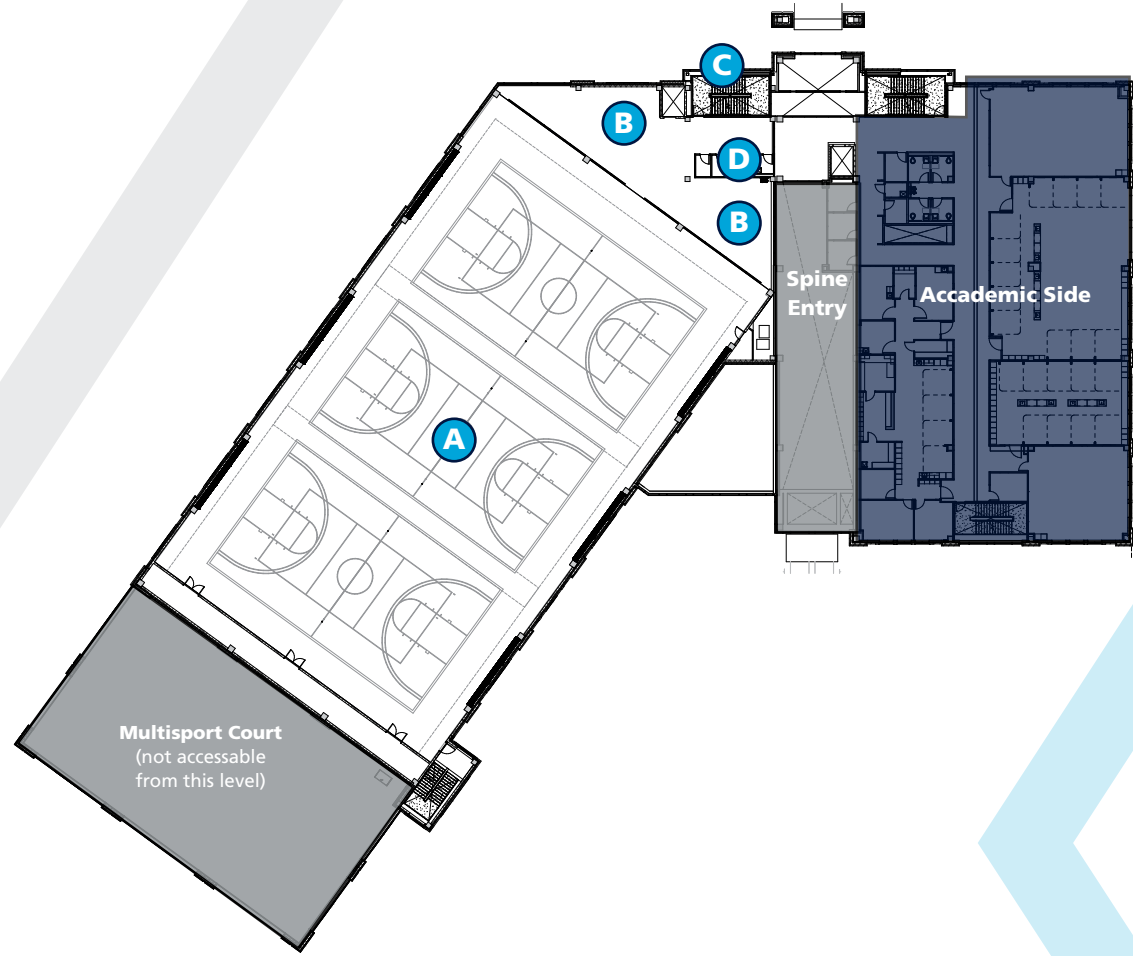 C
B
D
B
Spine
Entry
Accademic Side
A
Multisport Court
(not accessable
from this level)